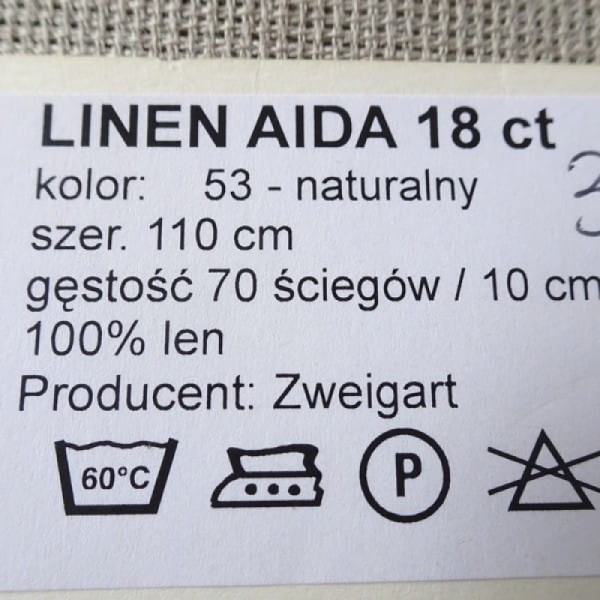 LINEN AIDA 18 ct
kolor: 53 - naturalny
szer. 110 cm
gęstość 70 ściegów / 10 cm
100% len
Producent: Zweigart
60°C
P